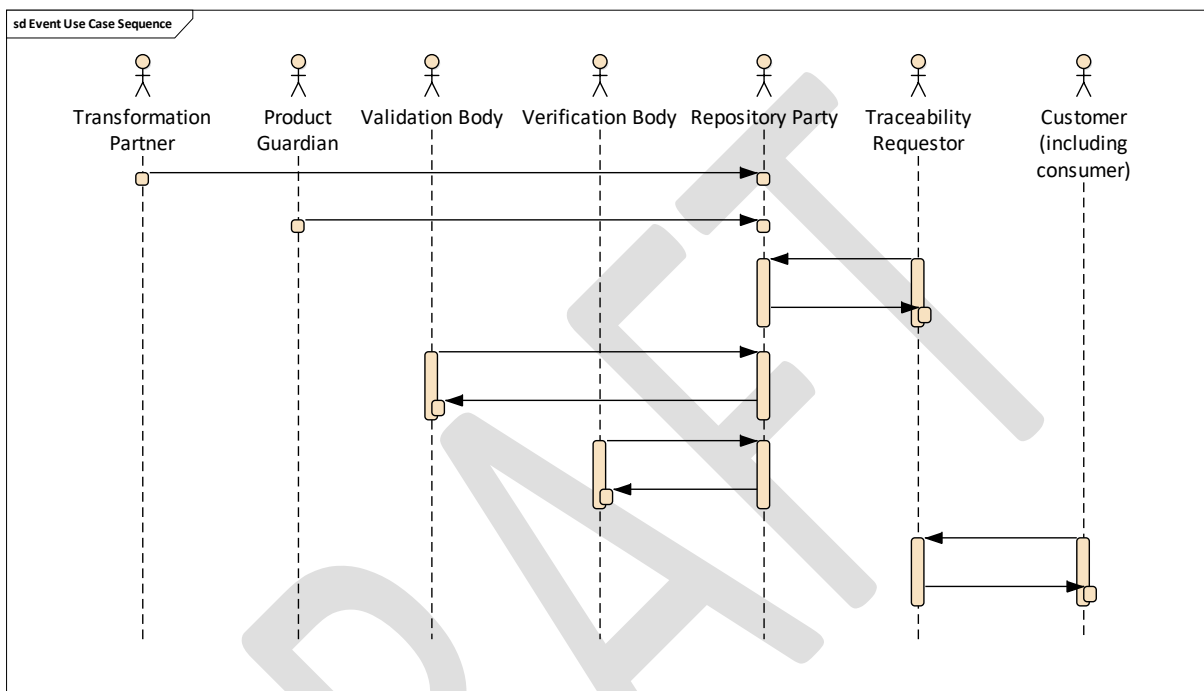 sd Event Use Case Sequence
Transformation
Partner
Product
Guardian
Validation Body
Verification Body
Repository Party
Traceability
Requestor
Customer
(including
consumer)
DRAFT